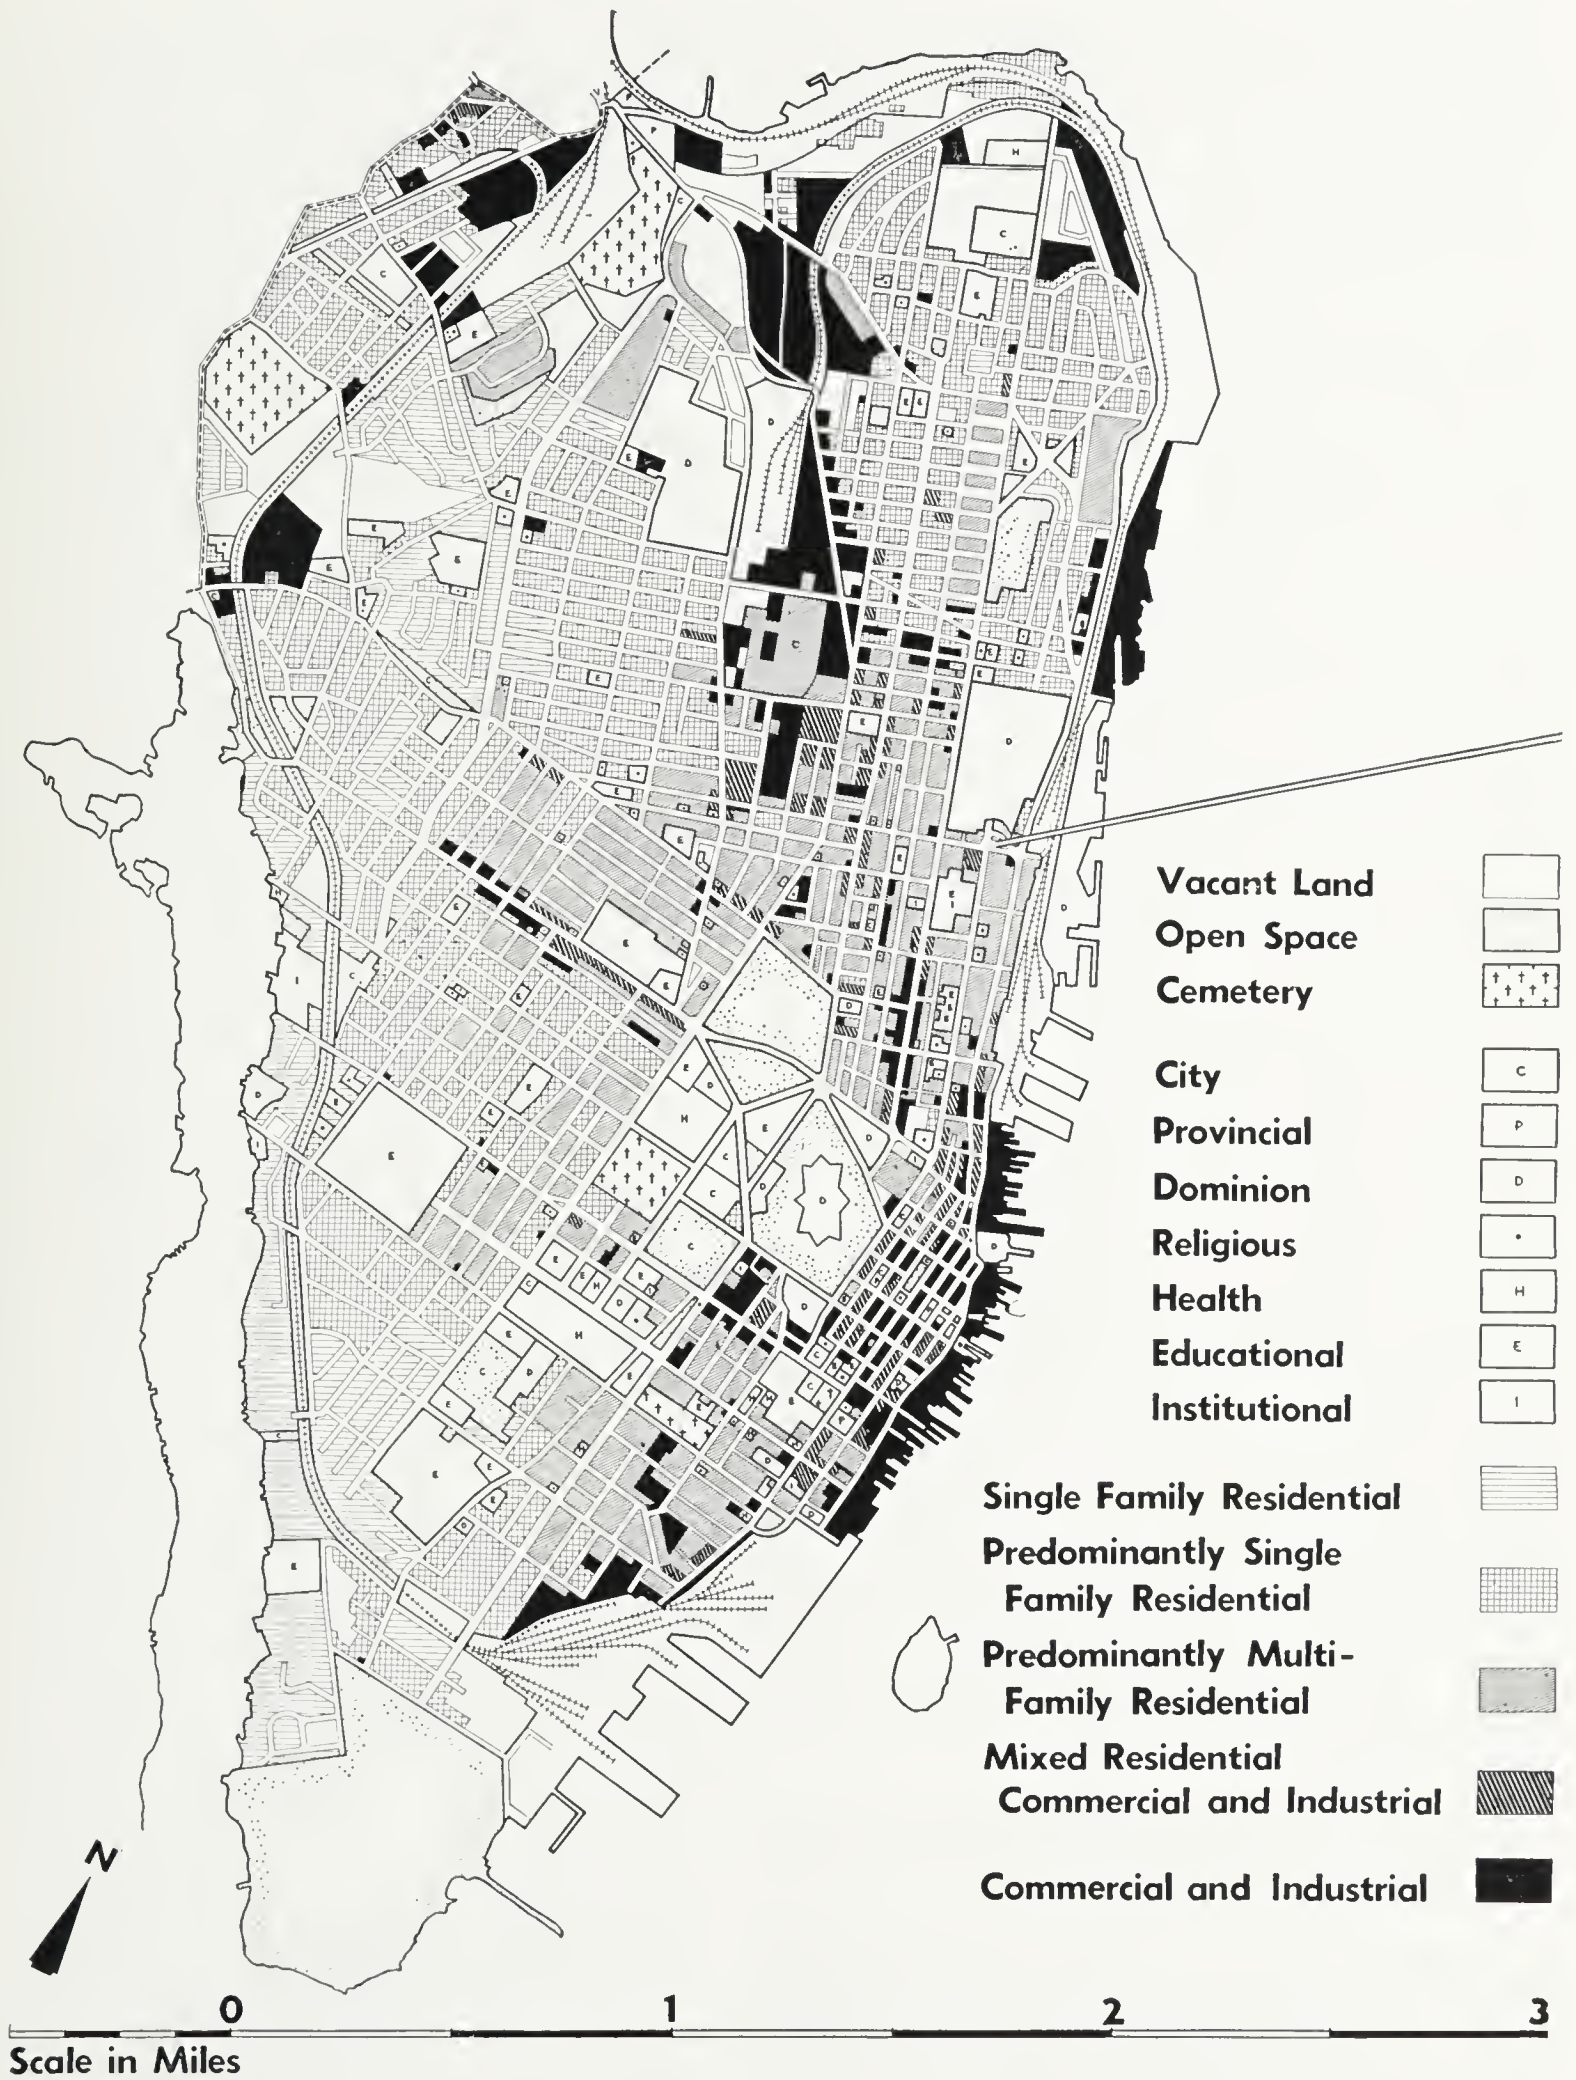 Vacant Land
Open Space
Cemetery
City C
Provincial P
Dominion D
Religious
Health H
Educational E
Institutional I
Single Family Residential
Predominantly Single
Family Residential
Predominantly Multi-
Family Residential
Mixed Residential
Commercial and Industrial
Commercial and Industrial
N
0 1 2 3
Scale in Miles